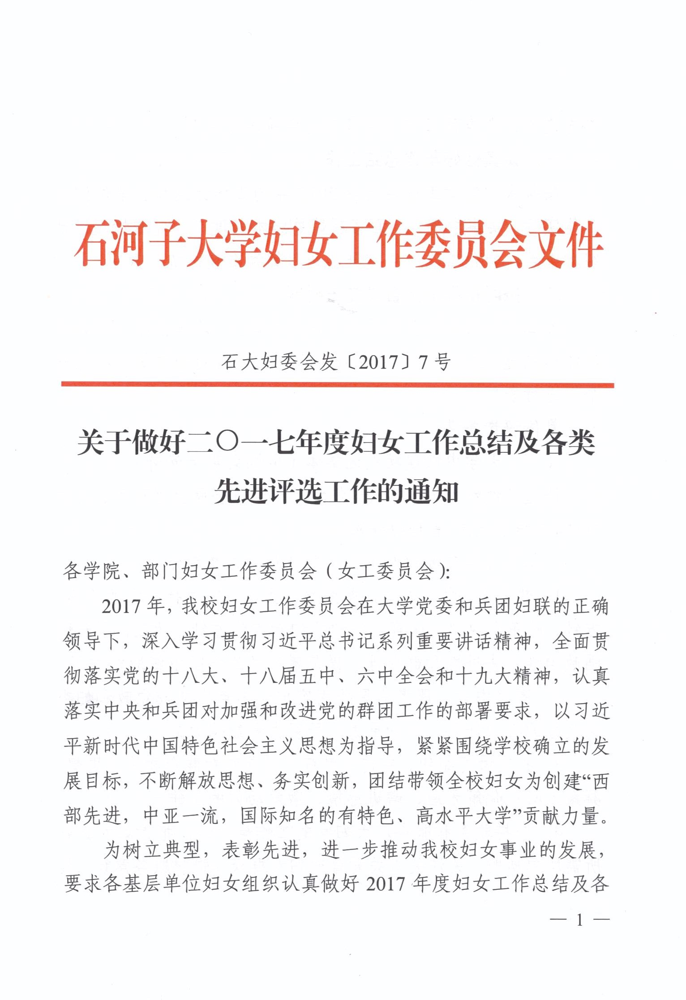 石河子大学妇女工作委员会文件
石大妇委会发〔2017〕7 号
关于做好二〇一七年度妇女工作总结及各类
先进评选工作的通知
各学院、部门妇女工作委员会（女工委员会）：
2017 年，我校妇女工作委员会在大学党委和兵团妇联的正确
领导下，深入学习贯彻习近平总书记系列重要讲话精神，全面贯
彻落实党的十八大、十八届五中、六中全会和十九大精神，认真
落实中央和兵团对加强和改进党的群团工作的部署要求，以习近
平新时代中国特色社会主义思想为指导，紧紧围绕学校确立的发
展目标，不断解放思想、务实创新，团结带领全校妇女为创建“西
部先进，中亚一流，国际知名的有特色、高水平大学”贡献力量。
为树立典型，表彰先进，进一步推动我校妇女事业的发展，
要求各基层单位妇女组织认真做好 2017 年度妇女工作总结及各
— 1 —